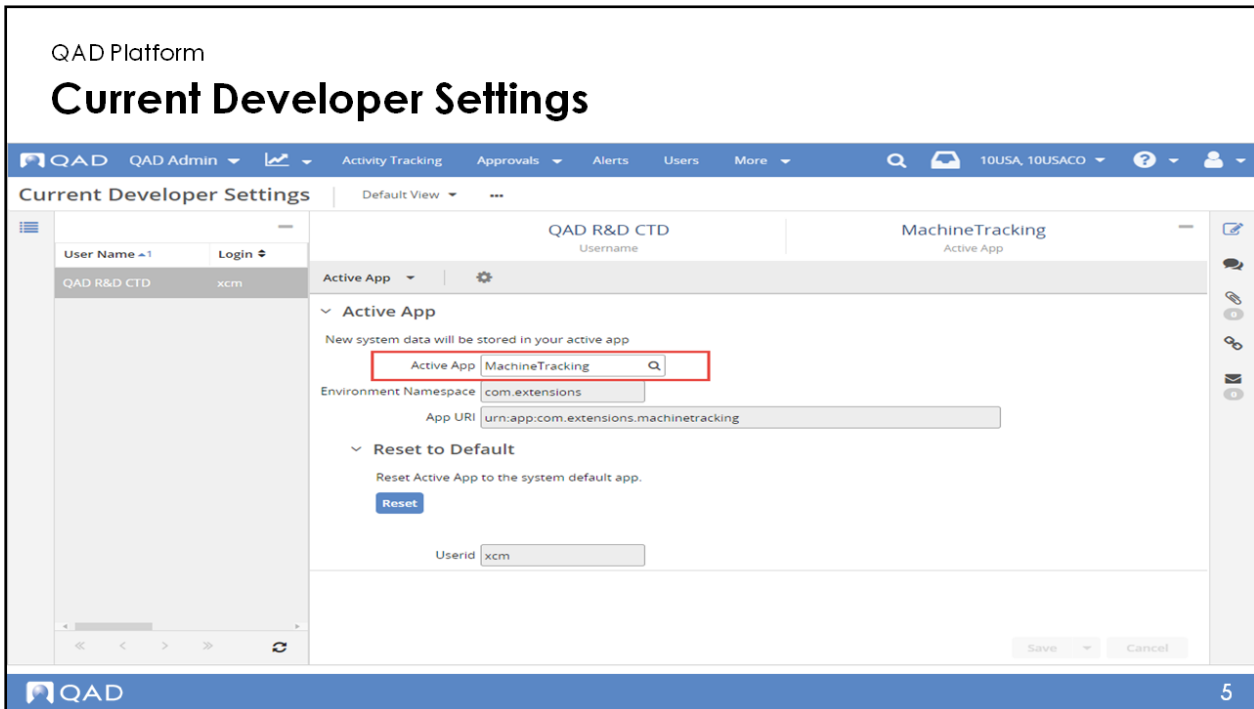 QAD Platform
Current Developer Settings
QAD QAD Admin Activity Tracking Approvals Alerts Users More 10USA, 10USACO ?
Current Developer Settings Default View ...
QAD R&D CTD MachineTracking
Username Active App
User Name 1 Login
QAD R&D CTD xcm
Active App
Active App
New system data will be stored in your active app
Active App MachineTracking
Environment Namespace com.extensions
App URI urn:app:com.extensions.machinetracking
Reset to Default
Reset Active App to the system default app.
Reset
Userid xcm
0
0
Save Cancel
QAD 5